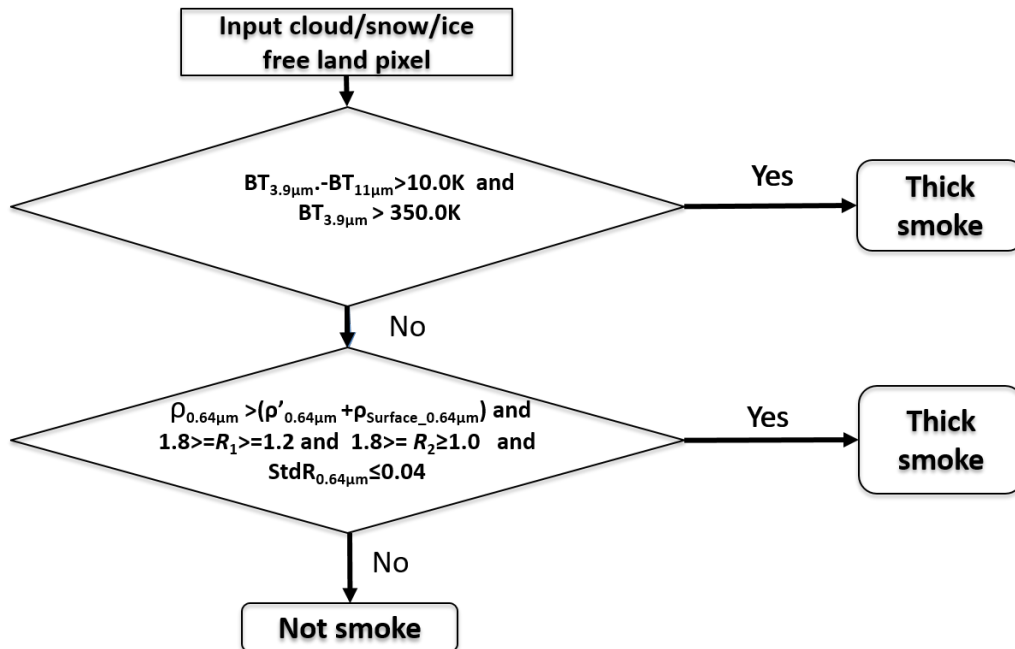 Input cloud/snow/ice
free land pixel
BT₃.₉μm.-BT₁₁μm>10.0K and
BT₃.₉μm > 350.0K
Yes
Thick
smoke
No
ρ₀.₆₄μm >(ρ’₀.₆₄μm +ρSurface_0.64μm) and
1.8>=R₁>=1.2 and 1.8>= R₂≥1.0 and
StdR₀.₆₄μm≤0.04
Yes
Thick
smoke
No
Not smoke